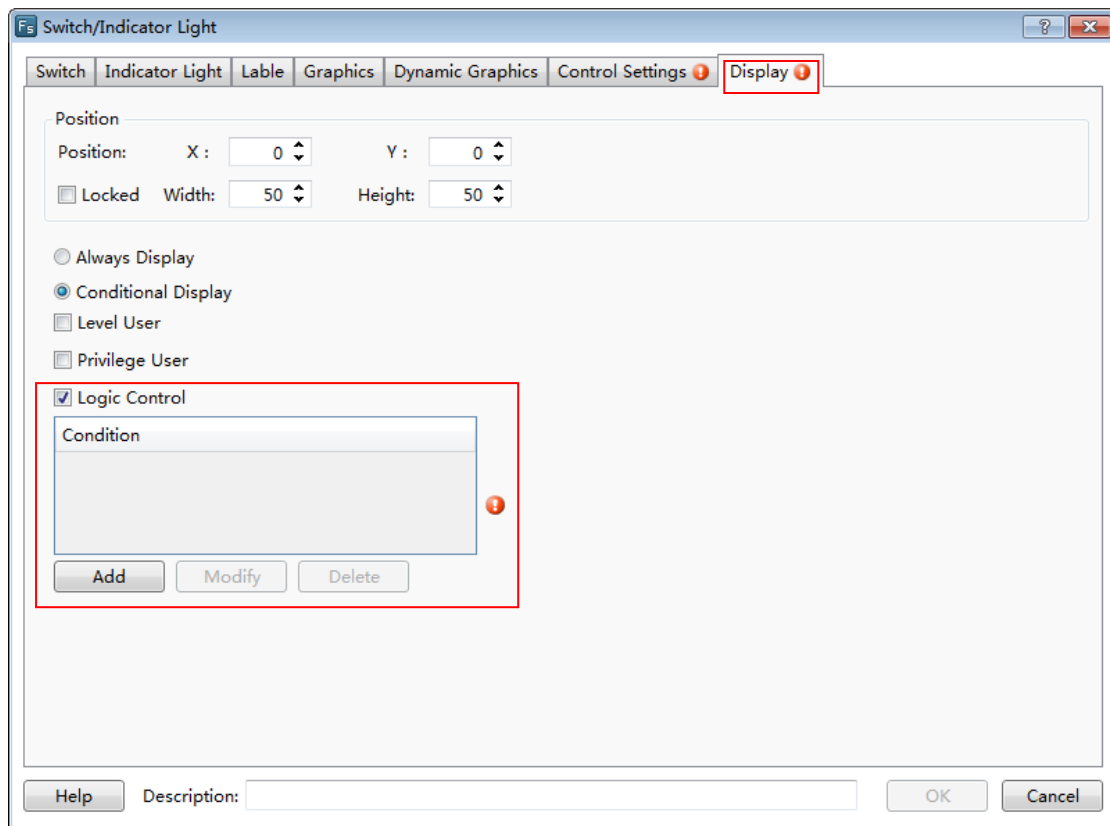 Fs Switch/Indicator Light ?
Switch Indicator Light Lable Graphics Dynamic Graphics Control Settings ! Display !
Position
Position: X : 0 Y : 0
Locked Width: 50 Height: 50
Always Display
Conditional Display
Level User
Privilege User
Logic Control
Condition
!
Add Modify Delete
Help Description: OK Cancel